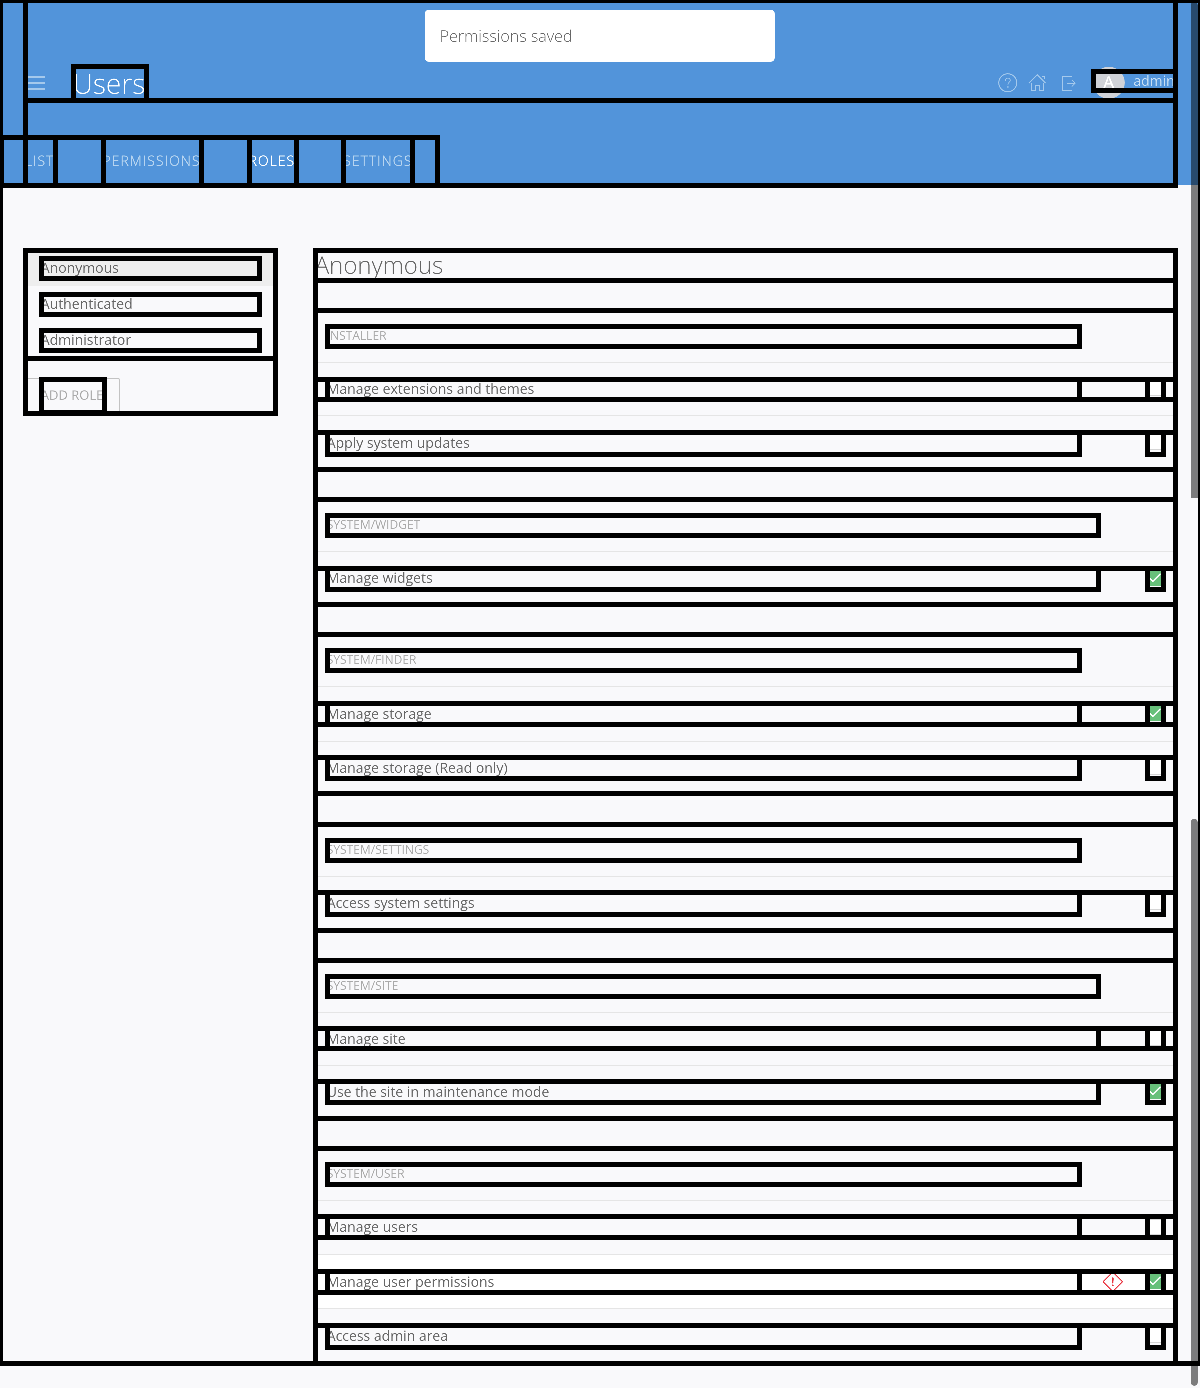 Permissions saved
Users
A admin
LIST PERMISSIONS ROLES SETTINGS
Anonymous
Authenticated
Administrator
ADD ROLE
Anonymous
INSTALLER
Manage extensions and themes
Apply system updates
SYSTEM/WIDGET
Manage widgets
SYSTEM/FINDER
Manage storage
Manage storage (Read only)
SYSTEM/SETTINGS
Access system settings
SYSTEM/SITE
Manage site
Use the site in maintenance mode
SYSTEM/USER
Manage users
Manage user permissions
Access admin area